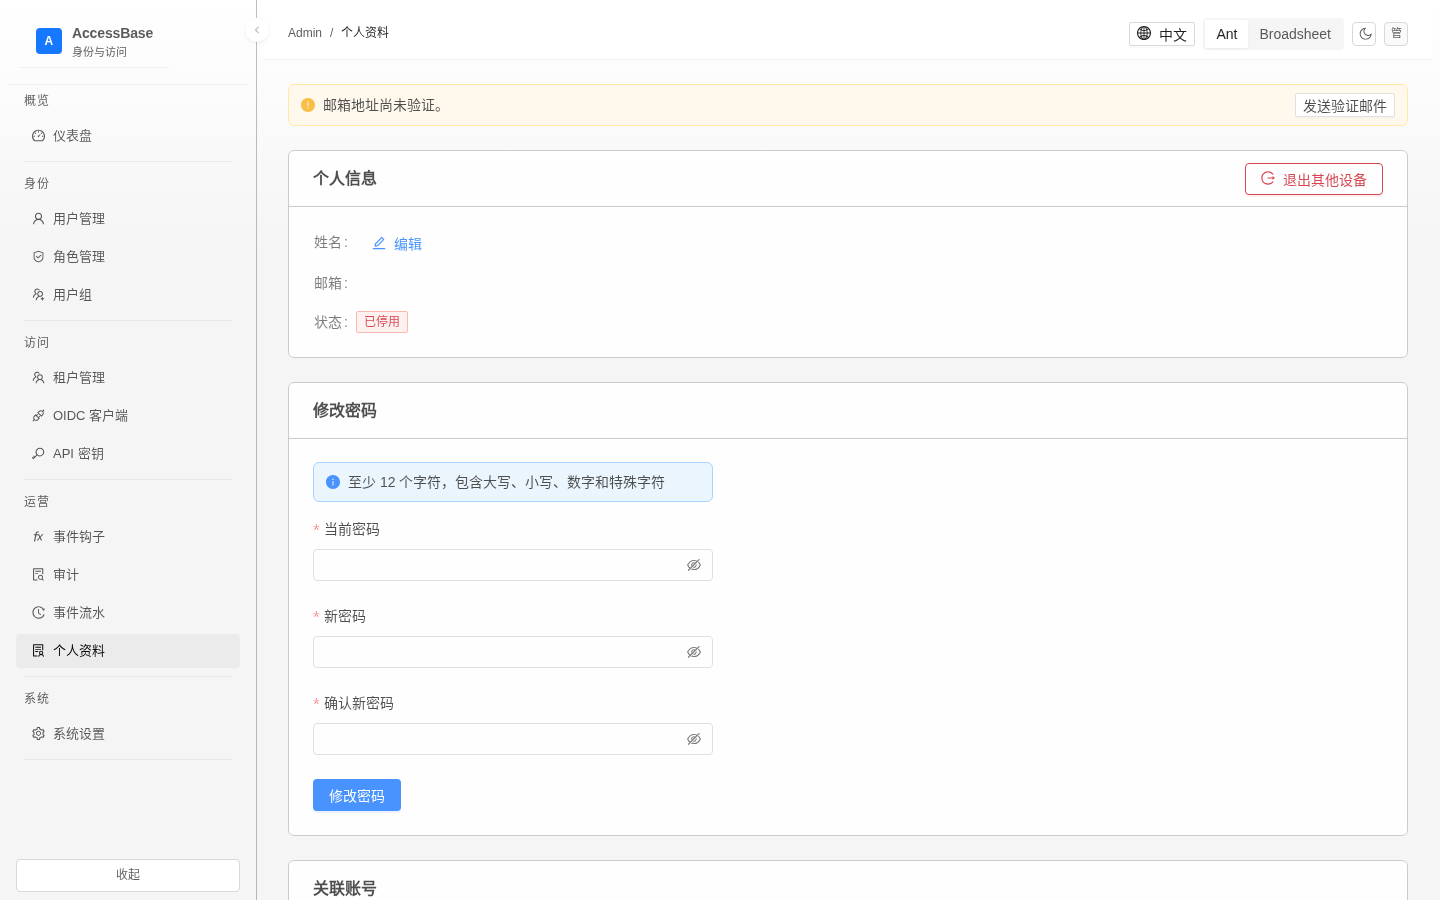 A
AccessBase
身份与访问
概览
仪表盘
身份
用户管理
角色管理
用户组
访问
租户管理
OIDC 客户端
API 密钥
运营
fx 事件钩子
审计
事件流水
个人资料
系统
系统设置
收起
Admin / 个人资料
中文
Ant
Broadsheet
管
邮箱地址尚未验证。
发送验证邮件
个人信息
退出其他设备
姓名:
编辑
邮箱:
状态:
已停用
修改密码
至少 12 个字符，包含大写、小写、数字和特殊字符
* 当前密码
* 新密码
* 确认新密码
修改密码
关联账号